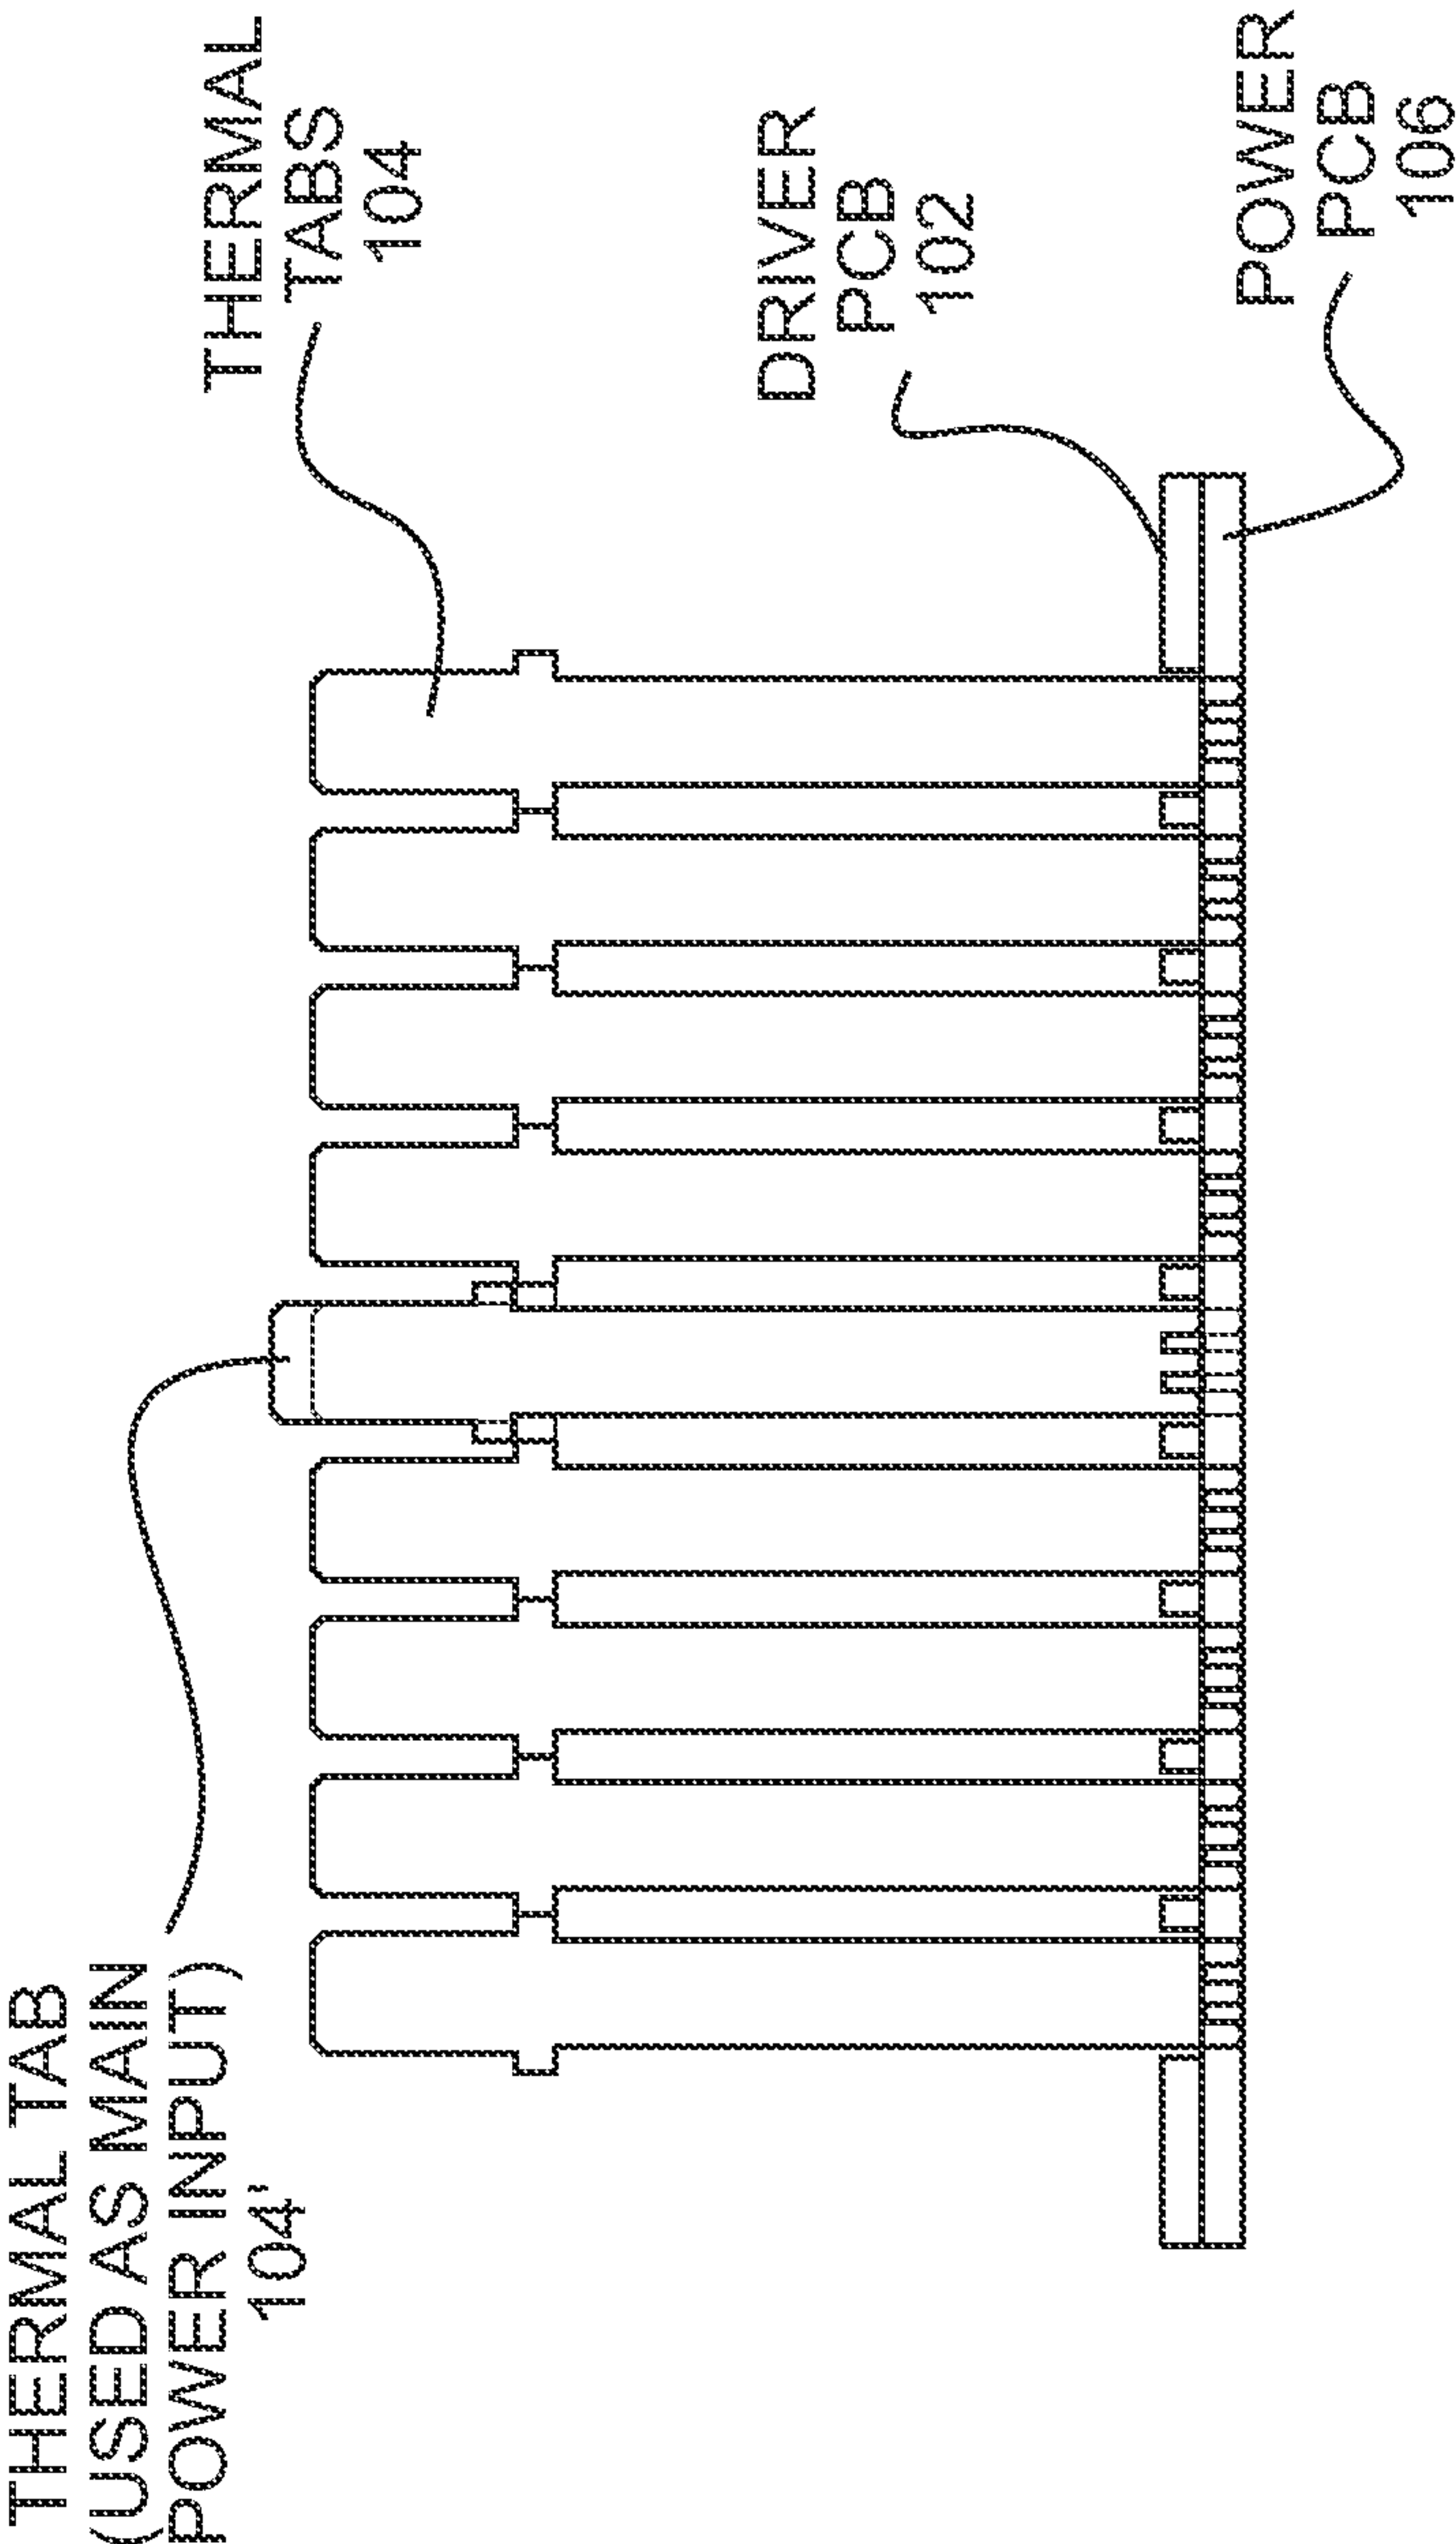 THERMAL TAB
(USED AS MAIN
POWER INPUT)
104'
THERMAL
TABS
104
DRIVER
PCB
102
POWER
PCB
106